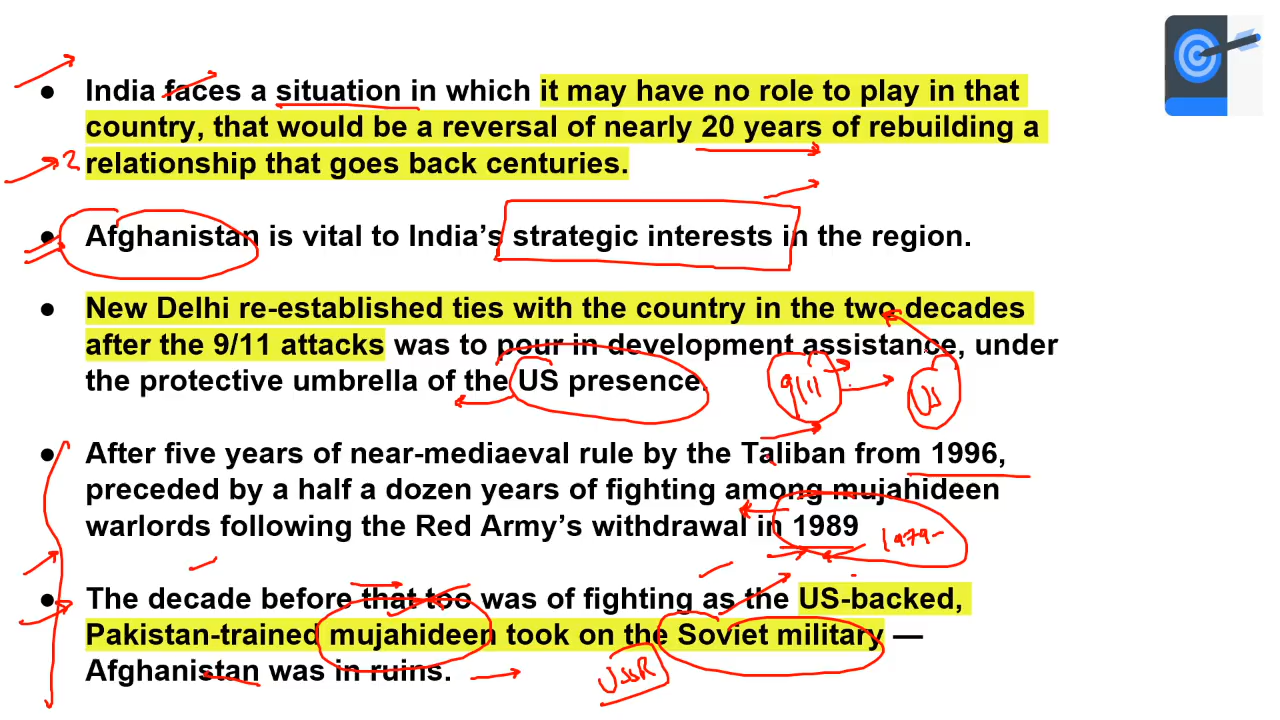 ● India faces a situation in which it may have no role to play in that
country, that would be a reversal of nearly 20 years of rebuilding a
2 relationship that goes back centuries.
● Afghanistan is vital to India's strategic interests in the region.
● New Delhi re-established ties with the country in the two decades
after the 9/11 attacks was to pour in development assistance, under
the protective umbrella of the US presence.
9/11 US
● After five years of near-mediaeval rule by the Taliban from 1996,
preceded by a half a dozen years of fighting among mujahideen
warlords following the Red Army's withdrawal in 1989
1979-
● The decade before that too was of fighting as the US-backed,
Pakistan-trained mujahideen took on the Soviet military —
Afghanistan was in ruins.
USSR